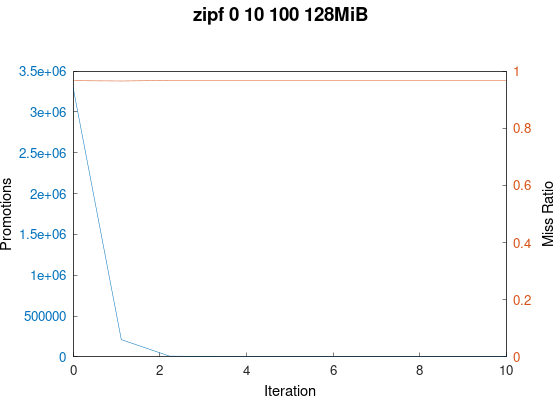 zipf 0 10 100 128MiB
3.5e+06
3e+06
2.5e+06
2e+06
1.5e+06
1e+06
500000
0
Promotions
1
0.8
0.6
0.4
0.2
0
Miss Ratio
0 2 4 6 8 10
Iteration